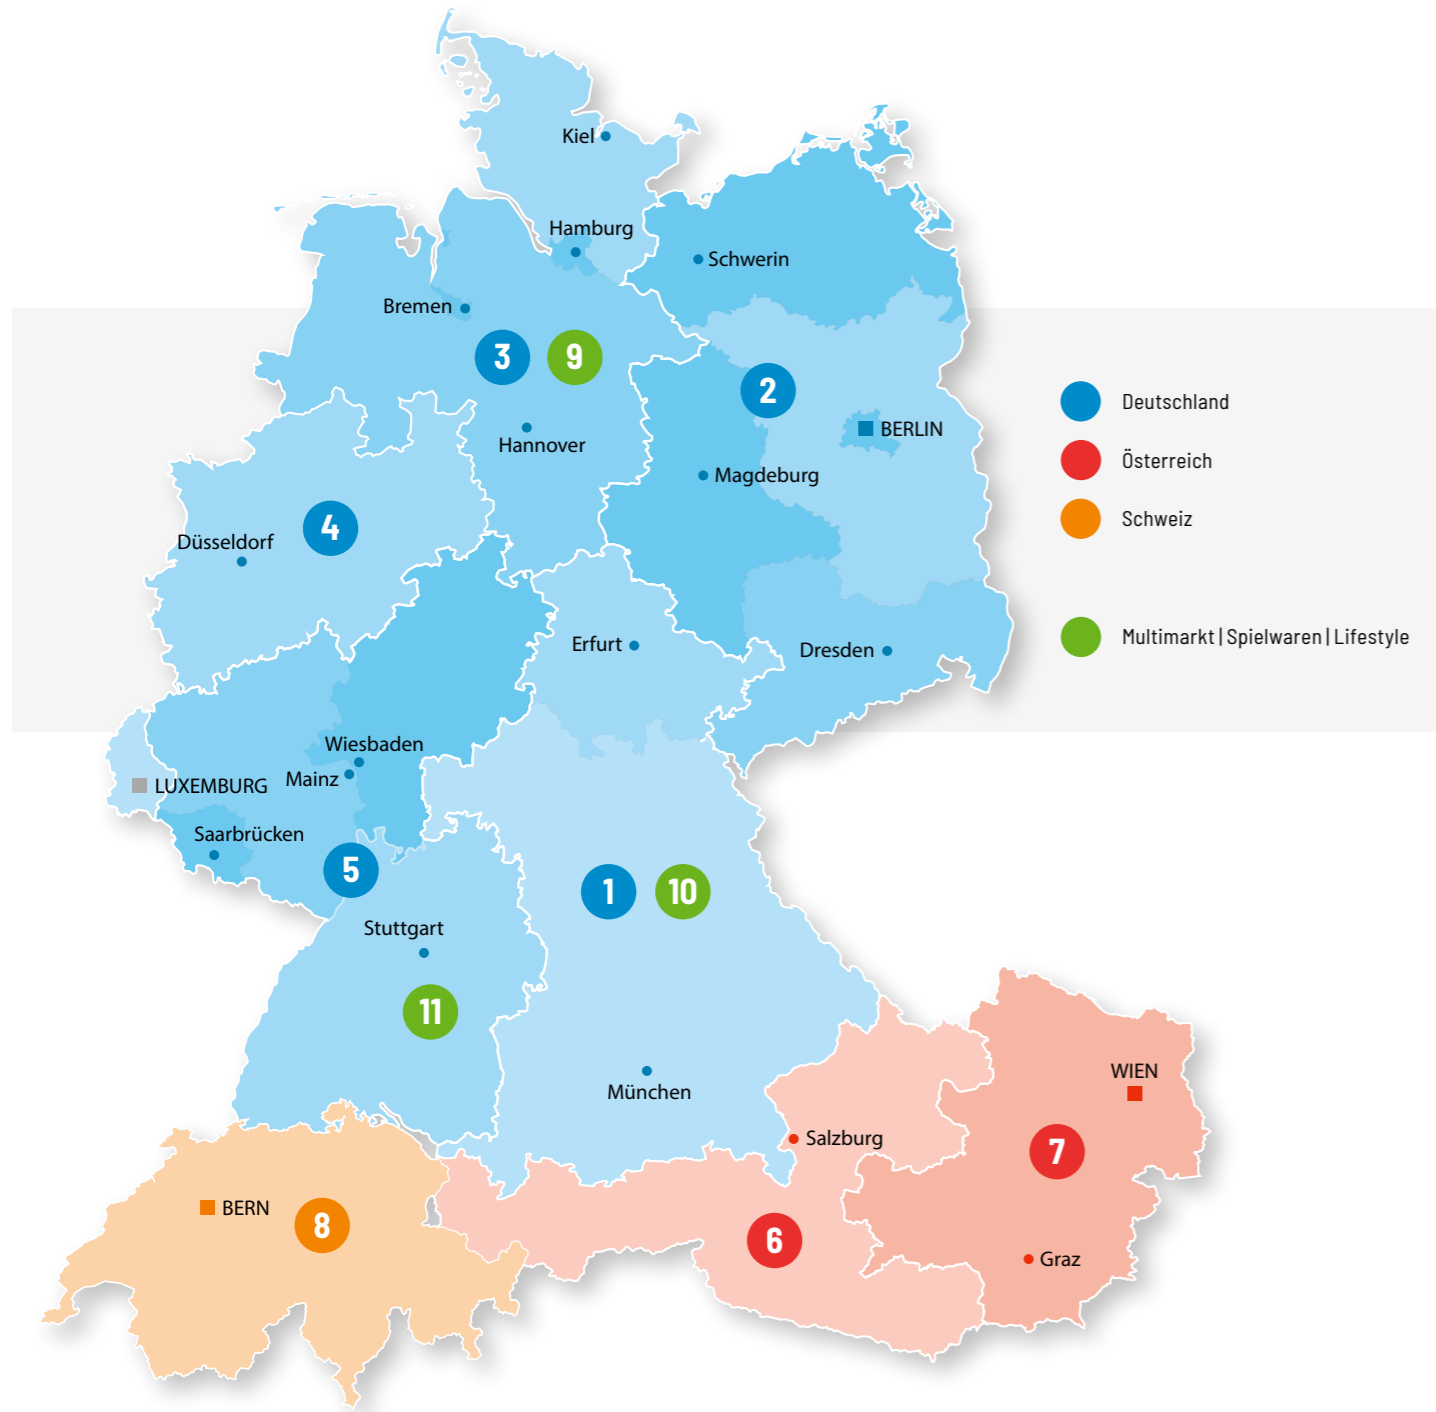 Kiel
Hamburg
Schwerin
Bremen
3
9
2
Deutschland
BERLIN
Hannover
Österreich
Magdeburg
Schweiz
4
Düsseldorf
Multimarkt | Spielwaren | Lifestyle
Erfurt
Dresden
Wiesbaden
Mainz
LUXEMBURG
Saarbrücken
5
1
10
Stuttgart
11
WIEN
München
Salzburg
7
BERN
8
6
Graz